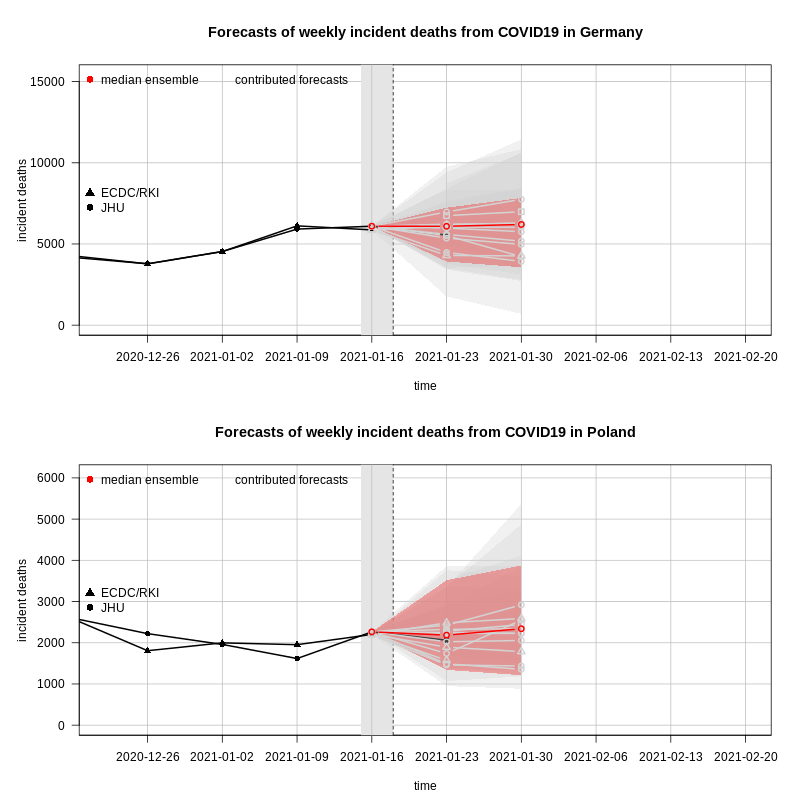 Forecasts of weekly incident deaths from COVID19 in Germany
median ensemble contributed forecasts
ECDC/RKI
JHU
incident deaths
15000
10000
5000
0
2020-12-26 2021-01-02 2021-01-09 2021-01-16 2021-01-23 2021-01-30 2021-02-06 2021-02-13 2021-02-20
time
Forecasts of weekly incident deaths from COVID19 in Poland
median ensemble contributed forecasts
ECDC/RKI
JHU
incident deaths
6000
5000
4000
3000
2000
1000
0
2020-12-26 2021-01-02 2021-01-09 2021-01-16 2021-01-23 2021-01-30 2021-02-06 2021-02-13 2021-02-20
time